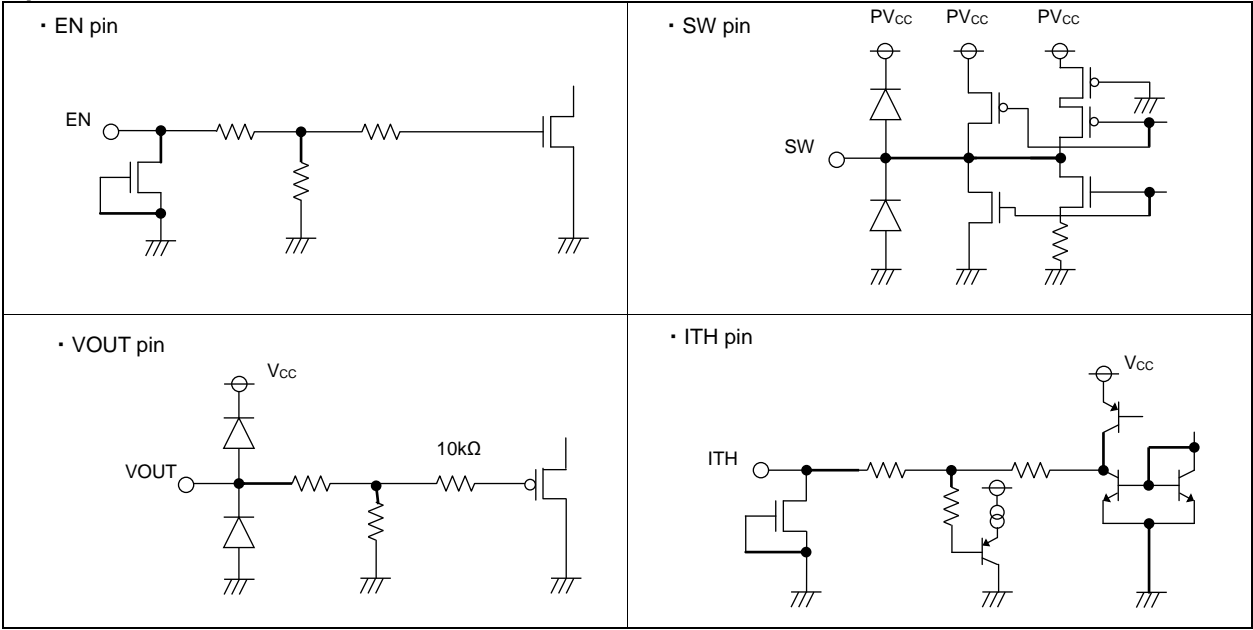 ・EN pin
EN
・SW pin
PVCC PVCC PVCC
SW
・VOUT pin
VCC
10kΩ
VOUT
・ITH pin
VCC
ITH